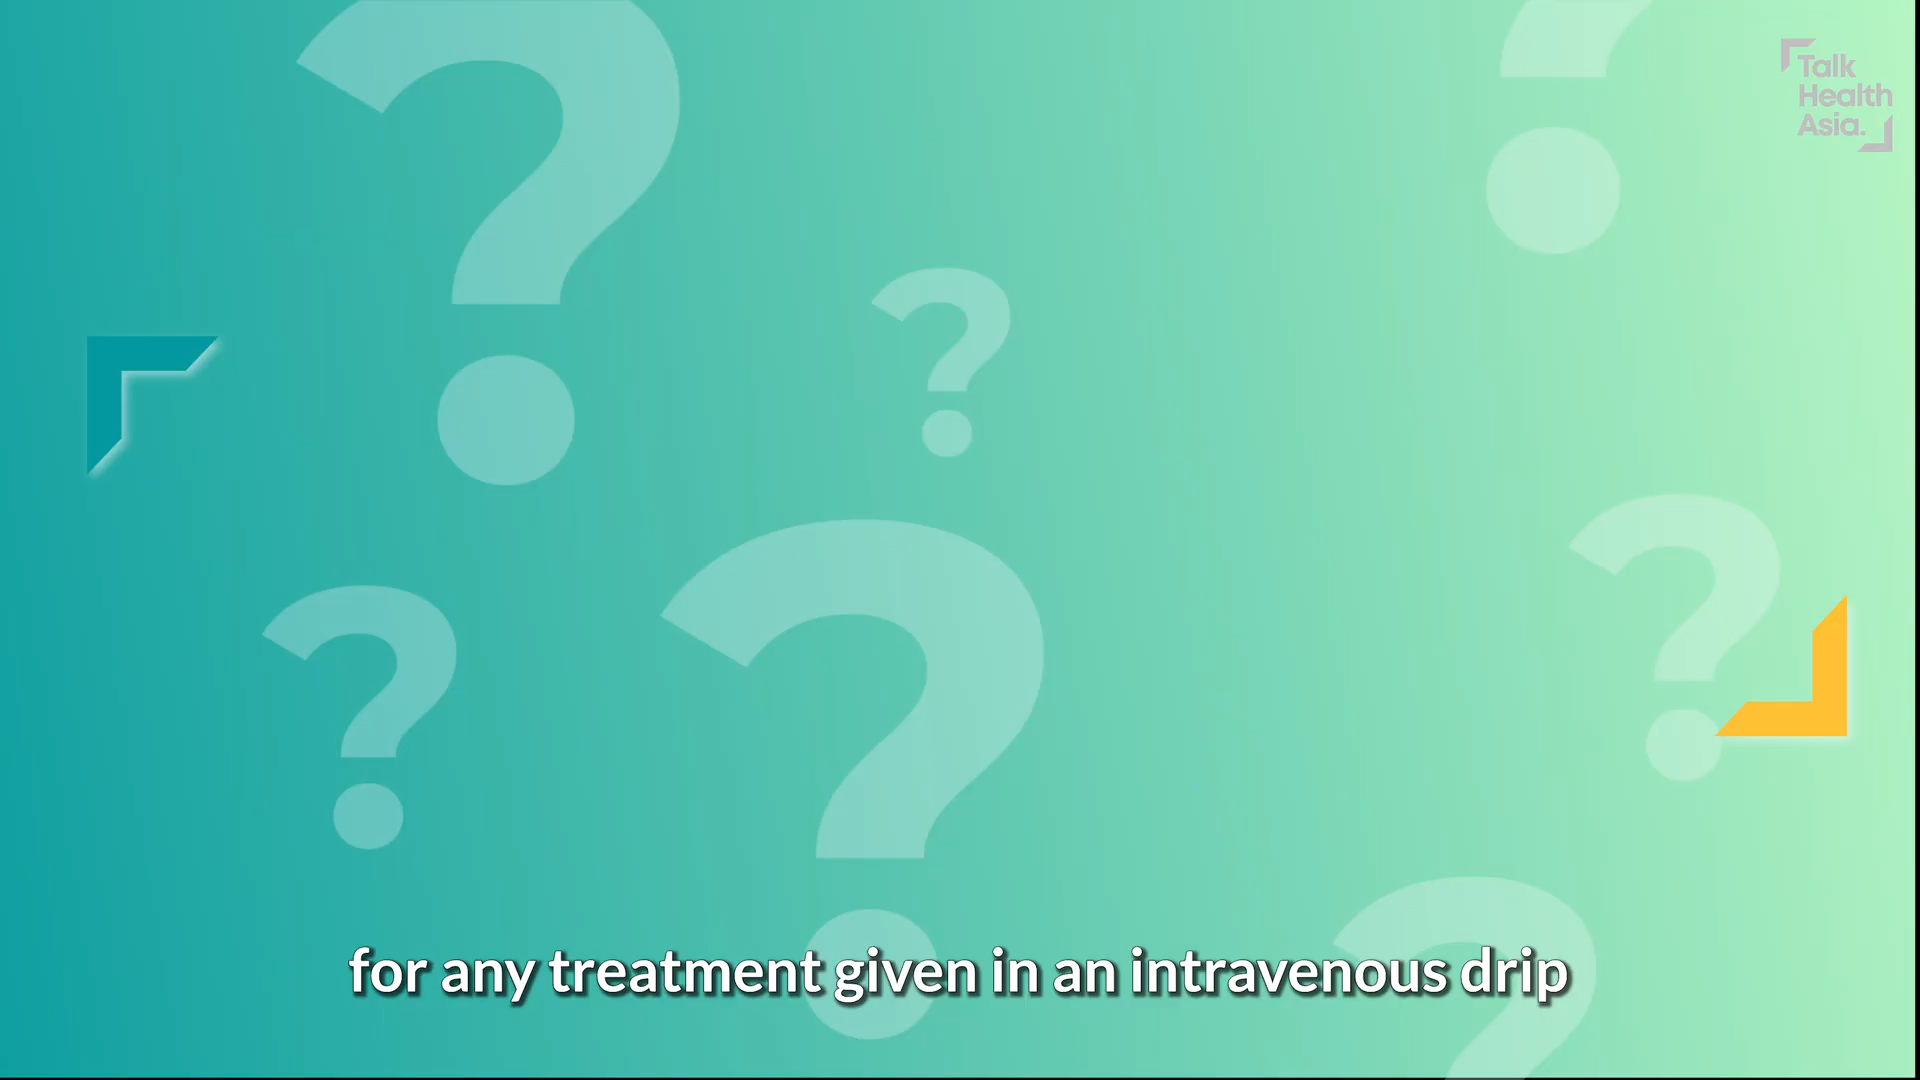 Talk
Health
Asia.
for any treatment given in an intravenous drip